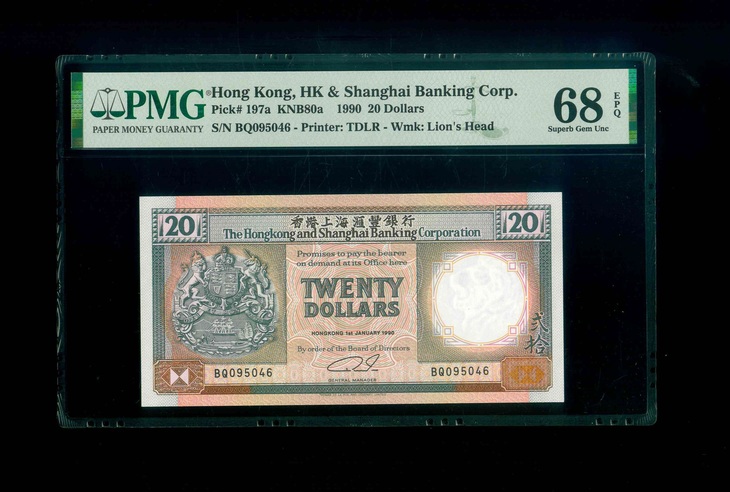 PMG
PAPER MONEY GUARANTY
Hong Kong, HK & Shanghai Banking Corp.
Pick# 197a KNB80a 1990 20 Dollars
S/N BQ095046 - Printer: TDLR - Wmk: Lion's Head
68 EPQ
Superb Gem Unc
20
香港上海滙豐銀行
20
The Hongkong and Shanghai Banking Corporation
Promises to pay the bearer
on demand at its Office here
TWENTY
DOLLARS
HONGKONG 1st JANUARY 1990
By order of the Board of Directors
GENERAL MANAGER
BQ095046
BQ095046
貳拾